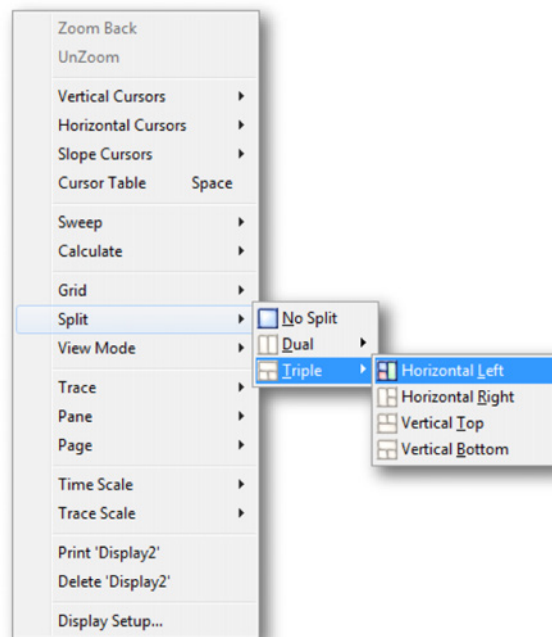 Zoom Back
UnZoom
Vertical Cursors
Horizontal Cursors
Slope Cursors
Cursor Table Space
Sweep
Calculate
Grid
Split
View Mode
Trace
Pane
Page
Time Scale
Trace Scale
Print 'Display2'
Delete 'Display2'
Display Setup...
No Split
Dual
Triple
Horizontal Left
Horizontal Right
Vertical Top
Vertical Bottom